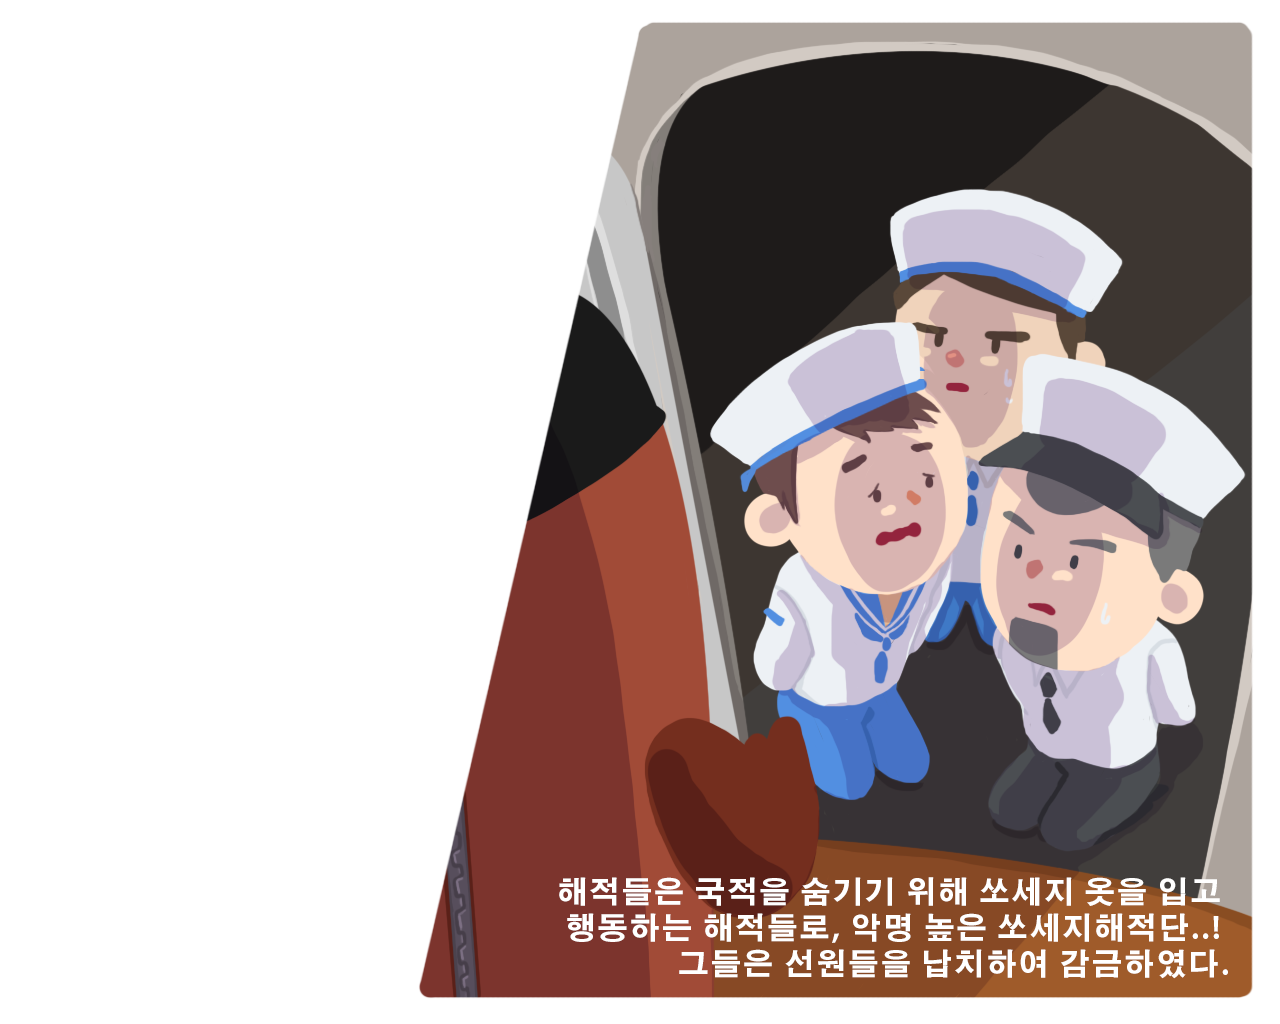 해적들은 국적을 숨기기 위해 쏘세지 옷을 입고
행동하는 해적들로, 악명 높은 쏘세지해적단..!
그들은 선원들을 납치하여 감금하였다.